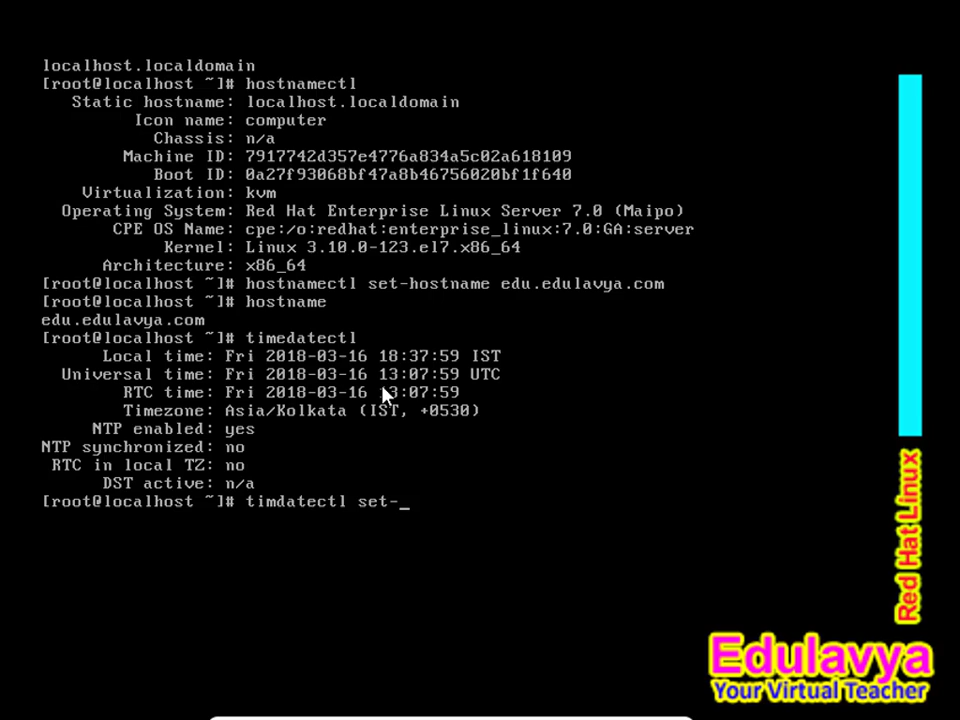 localhost.localdomain
[root@localhost ~]# hostnamectl
Static hostname: localhost.localdomain
Icon name: computer
Chassis: n/a
Machine ID: 7917742d357e4776a834a5c02a618109
Boot ID: 0a27f93068bf47a8b46756020bf1f640
Virtualization: kvm
Operating System: Red Hat Enterprise Linux Server 7.0 (Maipo)
CPE OS Name: cpe:/o:redhat:enterprise_linux:7.0:GA:server
Kernel: Linux 3.10.0-123.el7.x86_64
Architecture: x86_64
[root@localhost ~]# hostnamectl set-hostname edu.edulavya.com
[root@localhost ~]# hostname
edu.edulavya.com
[root@localhost ~]# timedatectl
Local time: Fri 2018-03-16 18:37:59 IST
Universal time: Fri 2018-03-16 13:07:59 UTC
RTC time: Fri 2018-03-16 13:07:59
Timezone: Asia/Kolkata (IST, +0530)
NTP enabled: yes
NTP synchronized: no
RTC in local TZ: no
DST active: n/a
[root@localhost ~]# timdatectl set-_
Red Hat Linux
Edulavya
Your Virtual Teacher